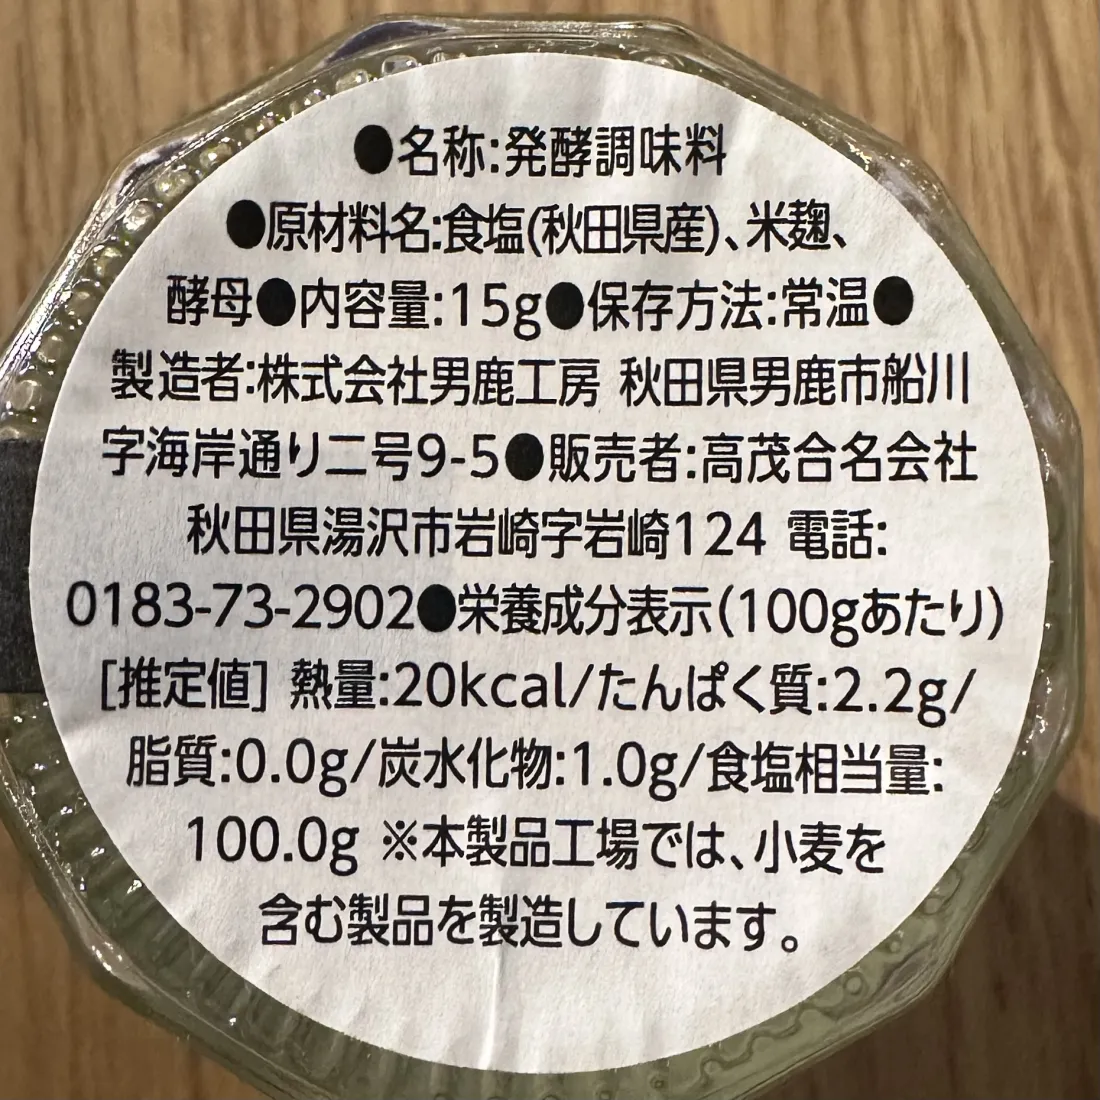 ●名称:発酵調味料
●原材料名:食塩(秋田県産)、米麹、
酵母●内容量:15g●保存方法:常温●
製造者:株式会社男鹿工房 秋田県男鹿市船川
字海岸通り二号9-5●販売者:高茂合名会社
秋田県湯沢市岩崎字岩崎124 電話:
0183-73-2902●栄養成分表示(100gあたり)
[推定値] 熱量:20kcal/たんぱく質:2.2g/
脂質:0.0g/炭水化物:1.0g/食塩相当量:
100.0g ※本製品工場では、小麦を
含む製品を製造しています。